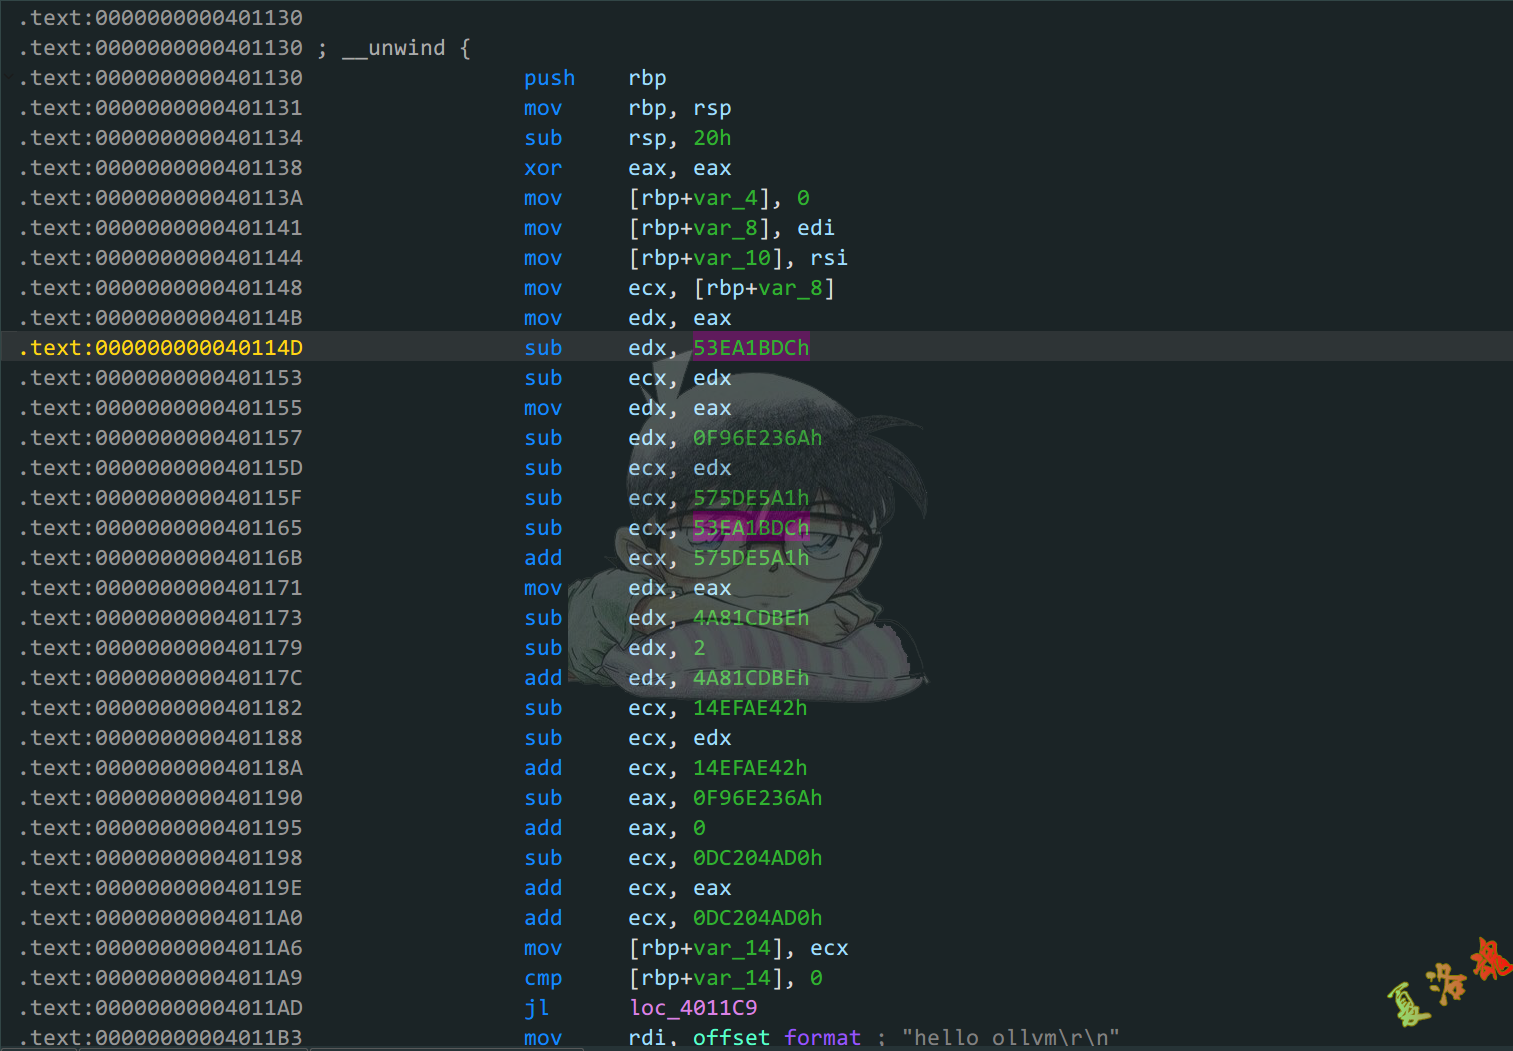 .text:0000000000401130
.text:0000000000401130 ; __unwind {
.text:0000000000401130 push rbp
.text:0000000000401131 mov rbp, rsp
.text:0000000000401134 sub rsp, 20h
.text:0000000000401138 xor eax, eax
.text:000000000040113A mov [rbp+var_4], 0
.text:0000000000401141 mov [rbp+var_8], edi
.text:0000000000401144 mov [rbp+var_10], rsi
.text:0000000000401148 mov ecx, [rbp+var_8]
.text:000000000040114B mov edx, eax
.text:000000000040114D sub edx, 53EA1BDCh
.text:0000000000401153 sub ecx, edx
.text:0000000000401155 mov edx, eax
.text:0000000000401157 sub edx, 0F96E236Ah
.text:000000000040115D sub ecx, edx
.text:000000000040115F sub ecx, 575DE5A1h
.text:0000000000401165 sub ecx, 53EA1BDCh
.text:000000000040116B add ecx, 575DE5A1h
.text:0000000000401171 mov edx, eax
.text:0000000000401173 sub edx, 4A81CDBEh
.text:0000000000401179 sub edx, 2
.text:000000000040117C add edx, 4A81CDBEh
.text:0000000000401182 sub ecx, 14EFAE42h
.text:0000000000401188 sub ecx, edx
.text:000000000040118A add ecx, 14EFAE42h
.text:0000000000401190 sub eax, 0F96E236Ah
.text:0000000000401195 add eax, 0
.text:0000000000401198 sub ecx, 0DC204AD0h
.text:000000000040119E add ecx, eax
.text:00000000004011A0 add ecx, 0DC204AD0h
.text:00000000004011A6 mov [rbp+var_14], ecx
.text:00000000004011A9 cmp [rbp+var_14], 0
.text:00000000004011AD jl loc_4011C9
.text:00000000004011B3 mov rdi, offset format ; "hello ollvm\r\n"
夏洛